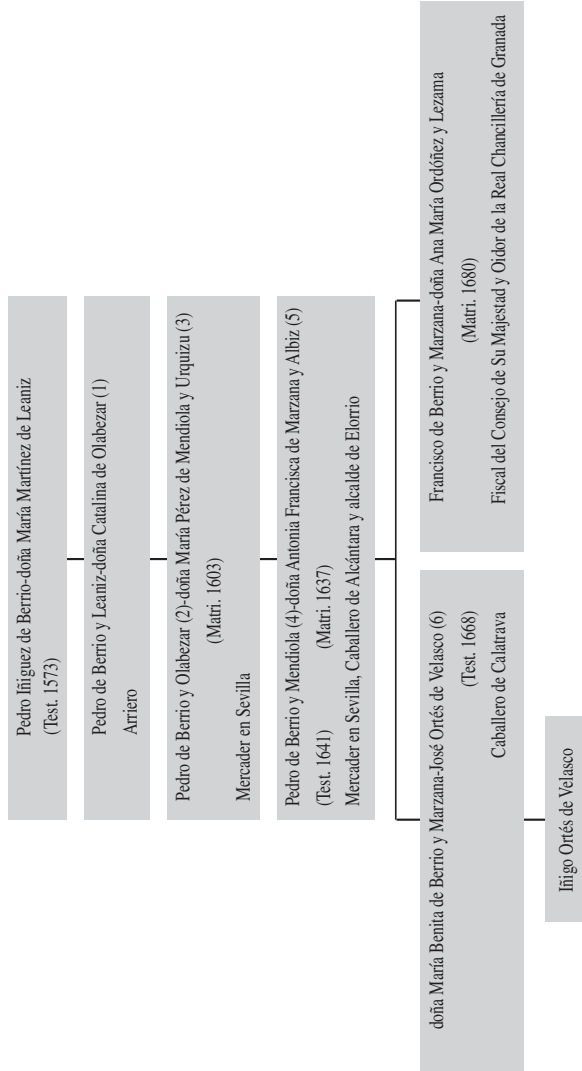 Pedro Iñiguez de Berrio-doña María Martínez de Leaniz
(Test. 1573)
Pedro de Berrio y Leaniz-doña Catalina de Olabezar (1)
Arriero
Pedro de Berrio y Olabezar (2)-doña María Pérez de Mendiola y Urquizu (3)
(Matri. 1603)
Mercader en Sevilla
Pedro de Berrio y Mendiola (4)-doña Antonia Francisca de Marzana y Albiz (5)
(Test. 1641) (Matri. 1637)
Mercader en Sevilla, Caballero de Alcántara y alcalde de Elorrio
doña María Benita de Berrio y Marzana-José Ortés de Velasco (6)
(Test. 1668)
Caballero de Calatrava
Francisco de Berrio y Marzana-doña Ana María Ordóñez y Lezama
(Matri. 1680)
Fiscal del Consejo de Su Majestad y Oidor de la Real Chancillería de Granada
Iñigo Ortés de Velasco